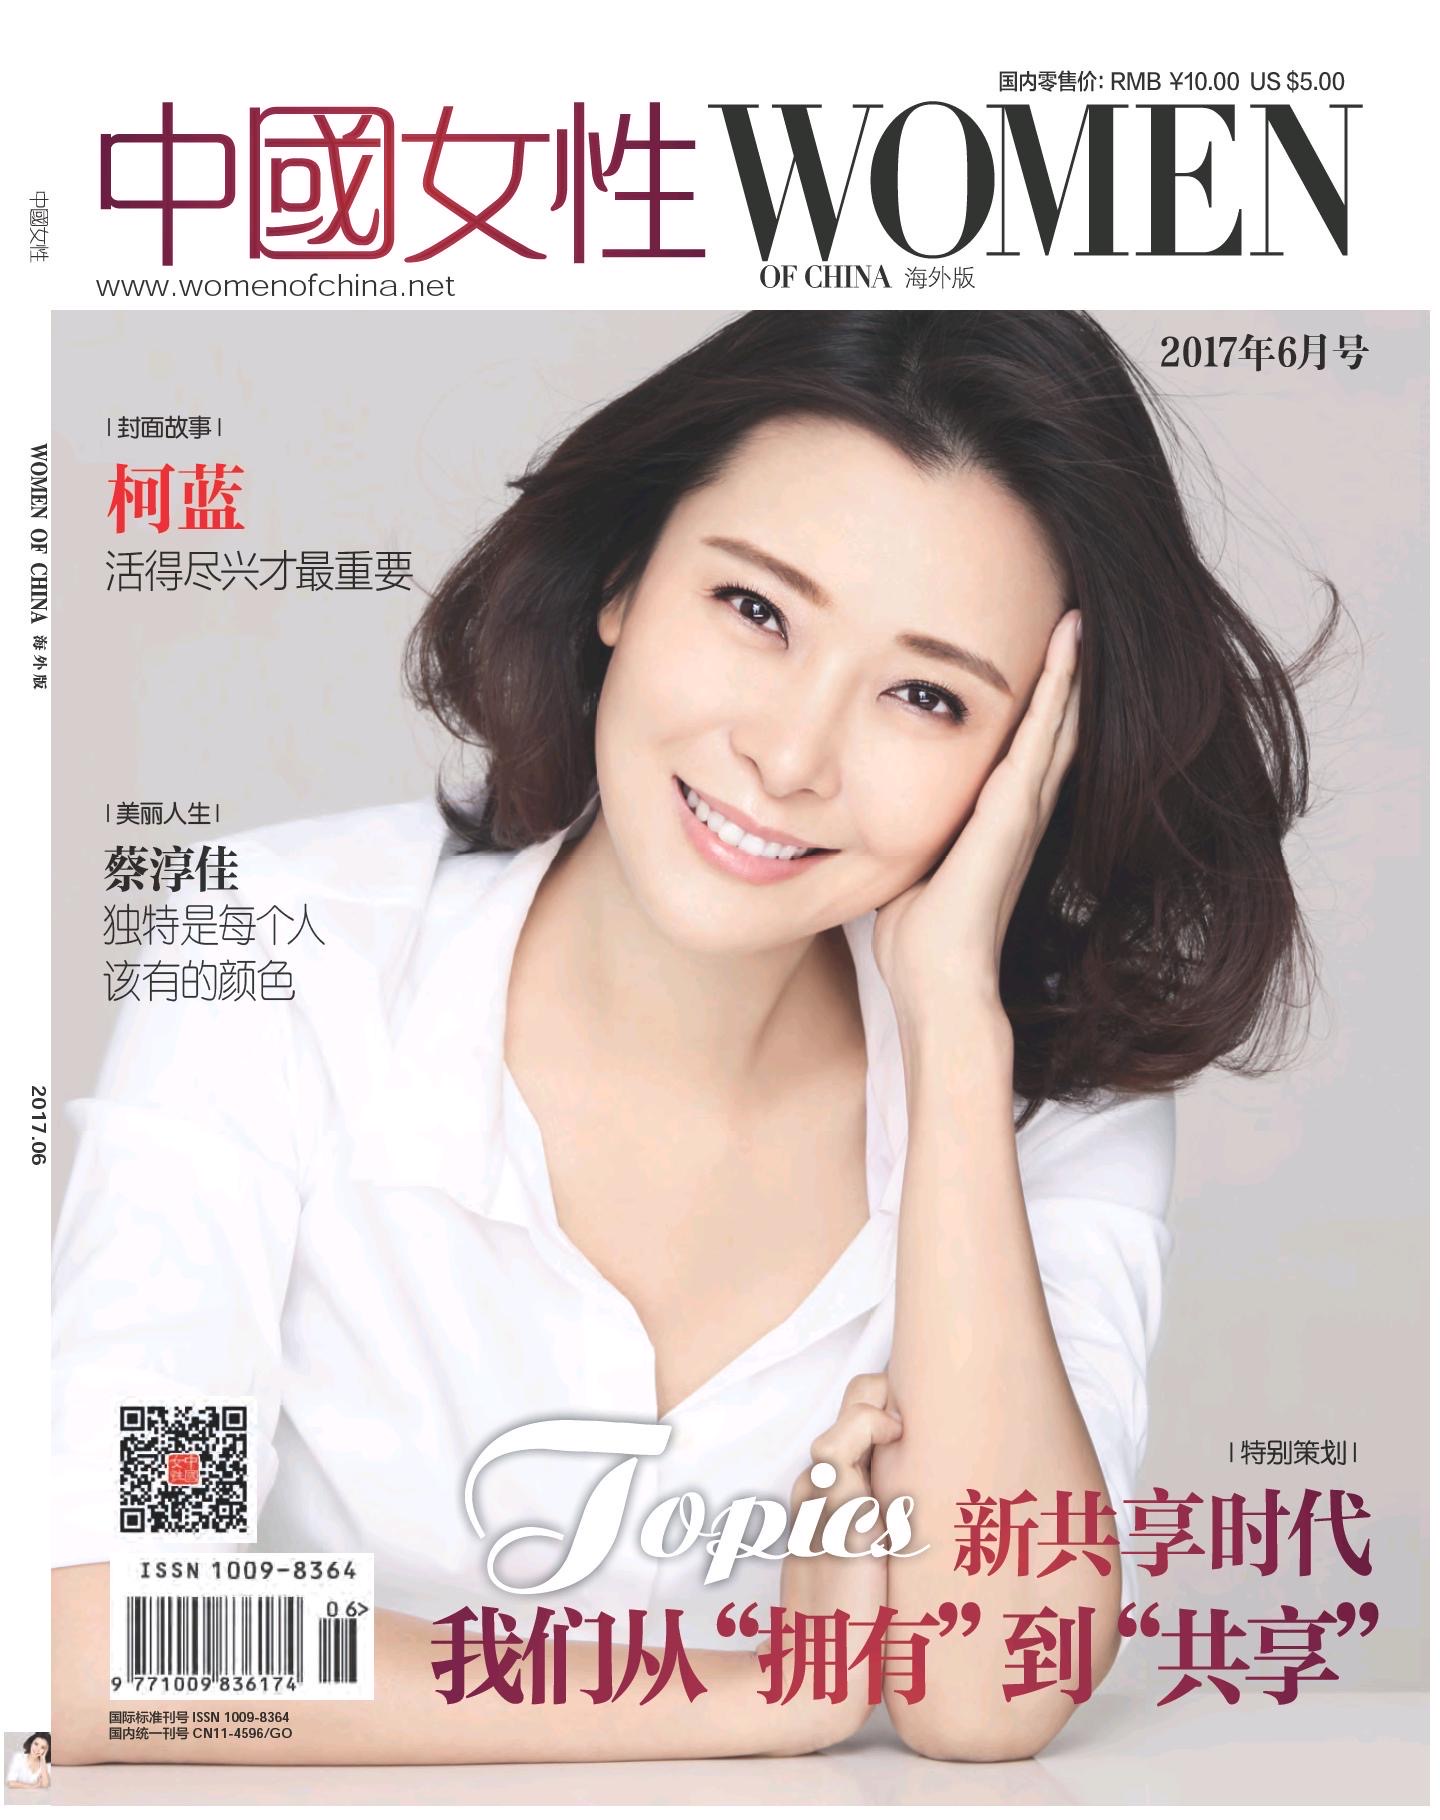 国内零售价: RMB ¥10.00 US $5.00
中國女性 WOMEN
OF CHINA 海外版
www.womenofchina.net
2017年6月号
|封面故事|
柯蓝
活得尽兴才最重要
|美丽人生|
蔡淳佳
独特是每个人
该有的颜色
|特别策划|
Topics 新共享时代
我们从“拥有”到“共享”
中國女性
ISSN 1009-8364
06>
9 771009 836174
国际标准刊号 ISSN 1009-8364
国内统一刊号 CN11-4596/GO
中國女性
WOMEN OF CHINA 海外版
2017.06